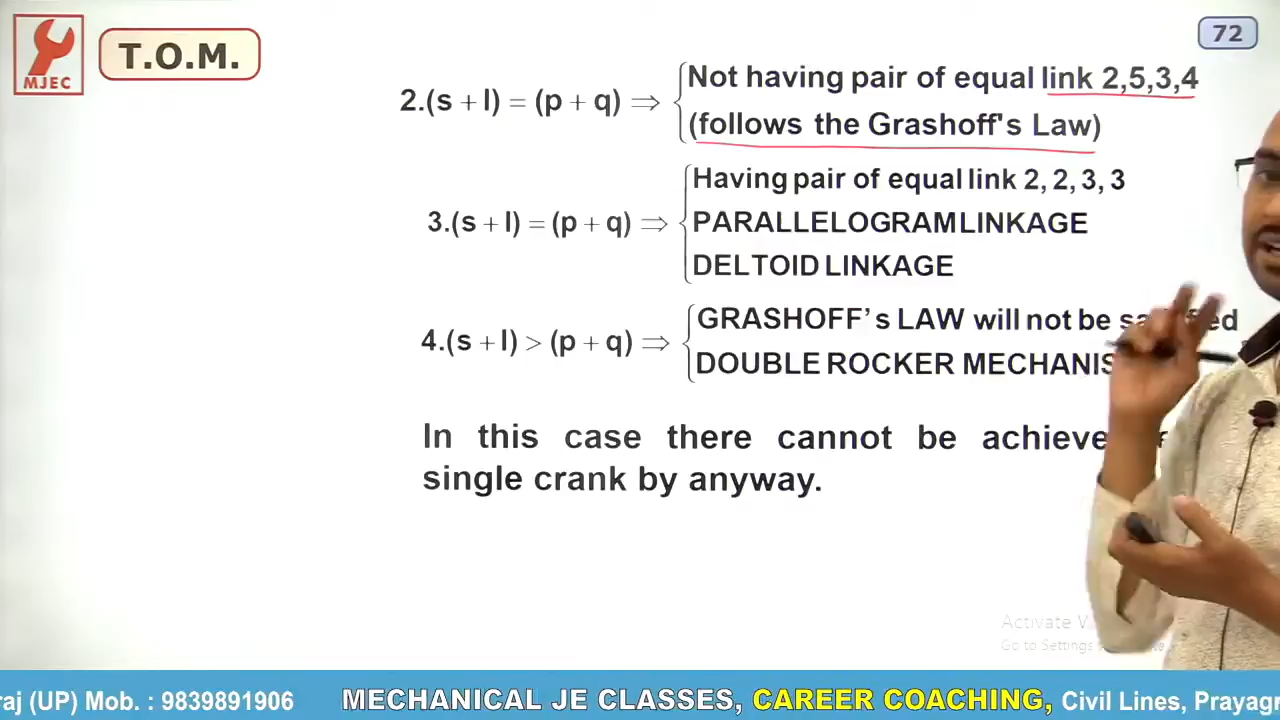 MJEC
T.O.M.
72
2.(s + l) = (p + q) ⇒
Not having pair of equal link 2,5,3,4
(follows the Grashoff's Law)
3.(s + l) = (p + q) ⇒
Having pair of equal link 2, 2, 3, 3
PARALLELOGRAM LINKAGE
DELTOID LINKAGE
4.(s + l) > (p + q) ⇒
GRASHOFF's LAW will not be
DOUBLE ROCKER
In this case there cannot be
single crank by anyway.
Go to Settings
(UP) Mob. : 9839891906 MECHANICAL JE CLASSES, CAREER COACHING, Civil Lines,